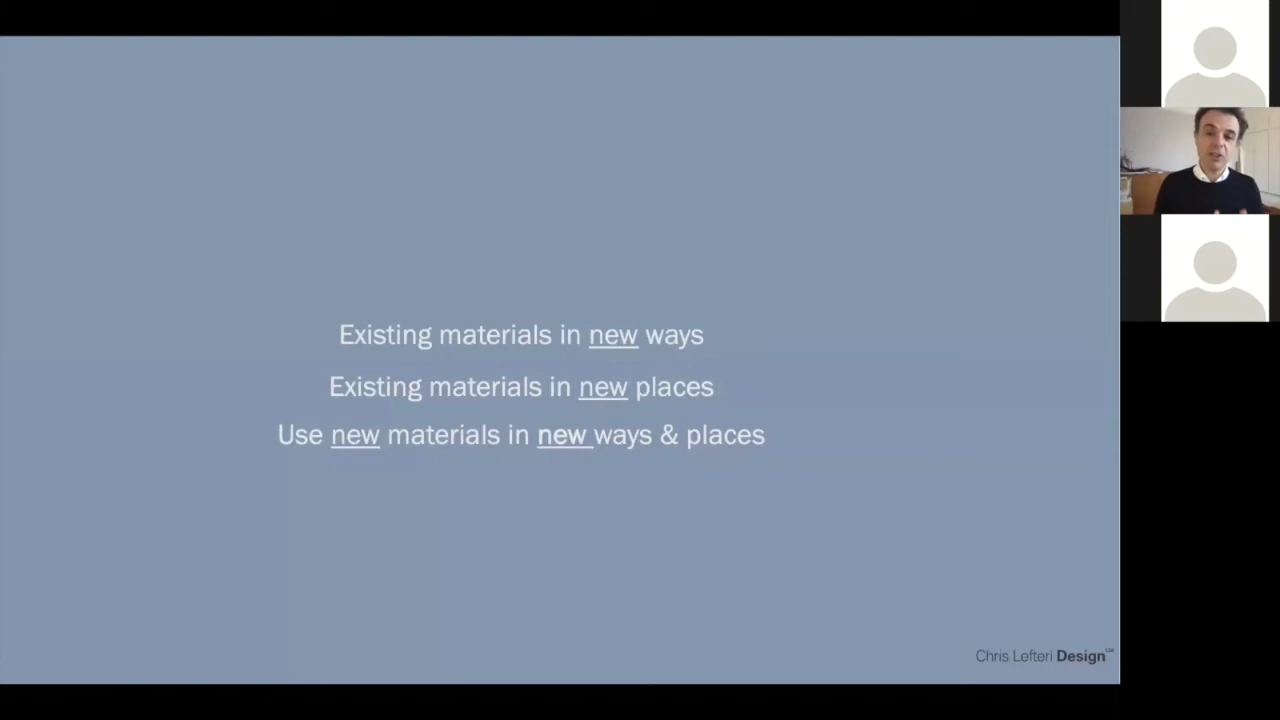 Existing materials in new ways
Existing materials in new places
Use new materials in new ways & places
Chris Lefteri Design Ltd